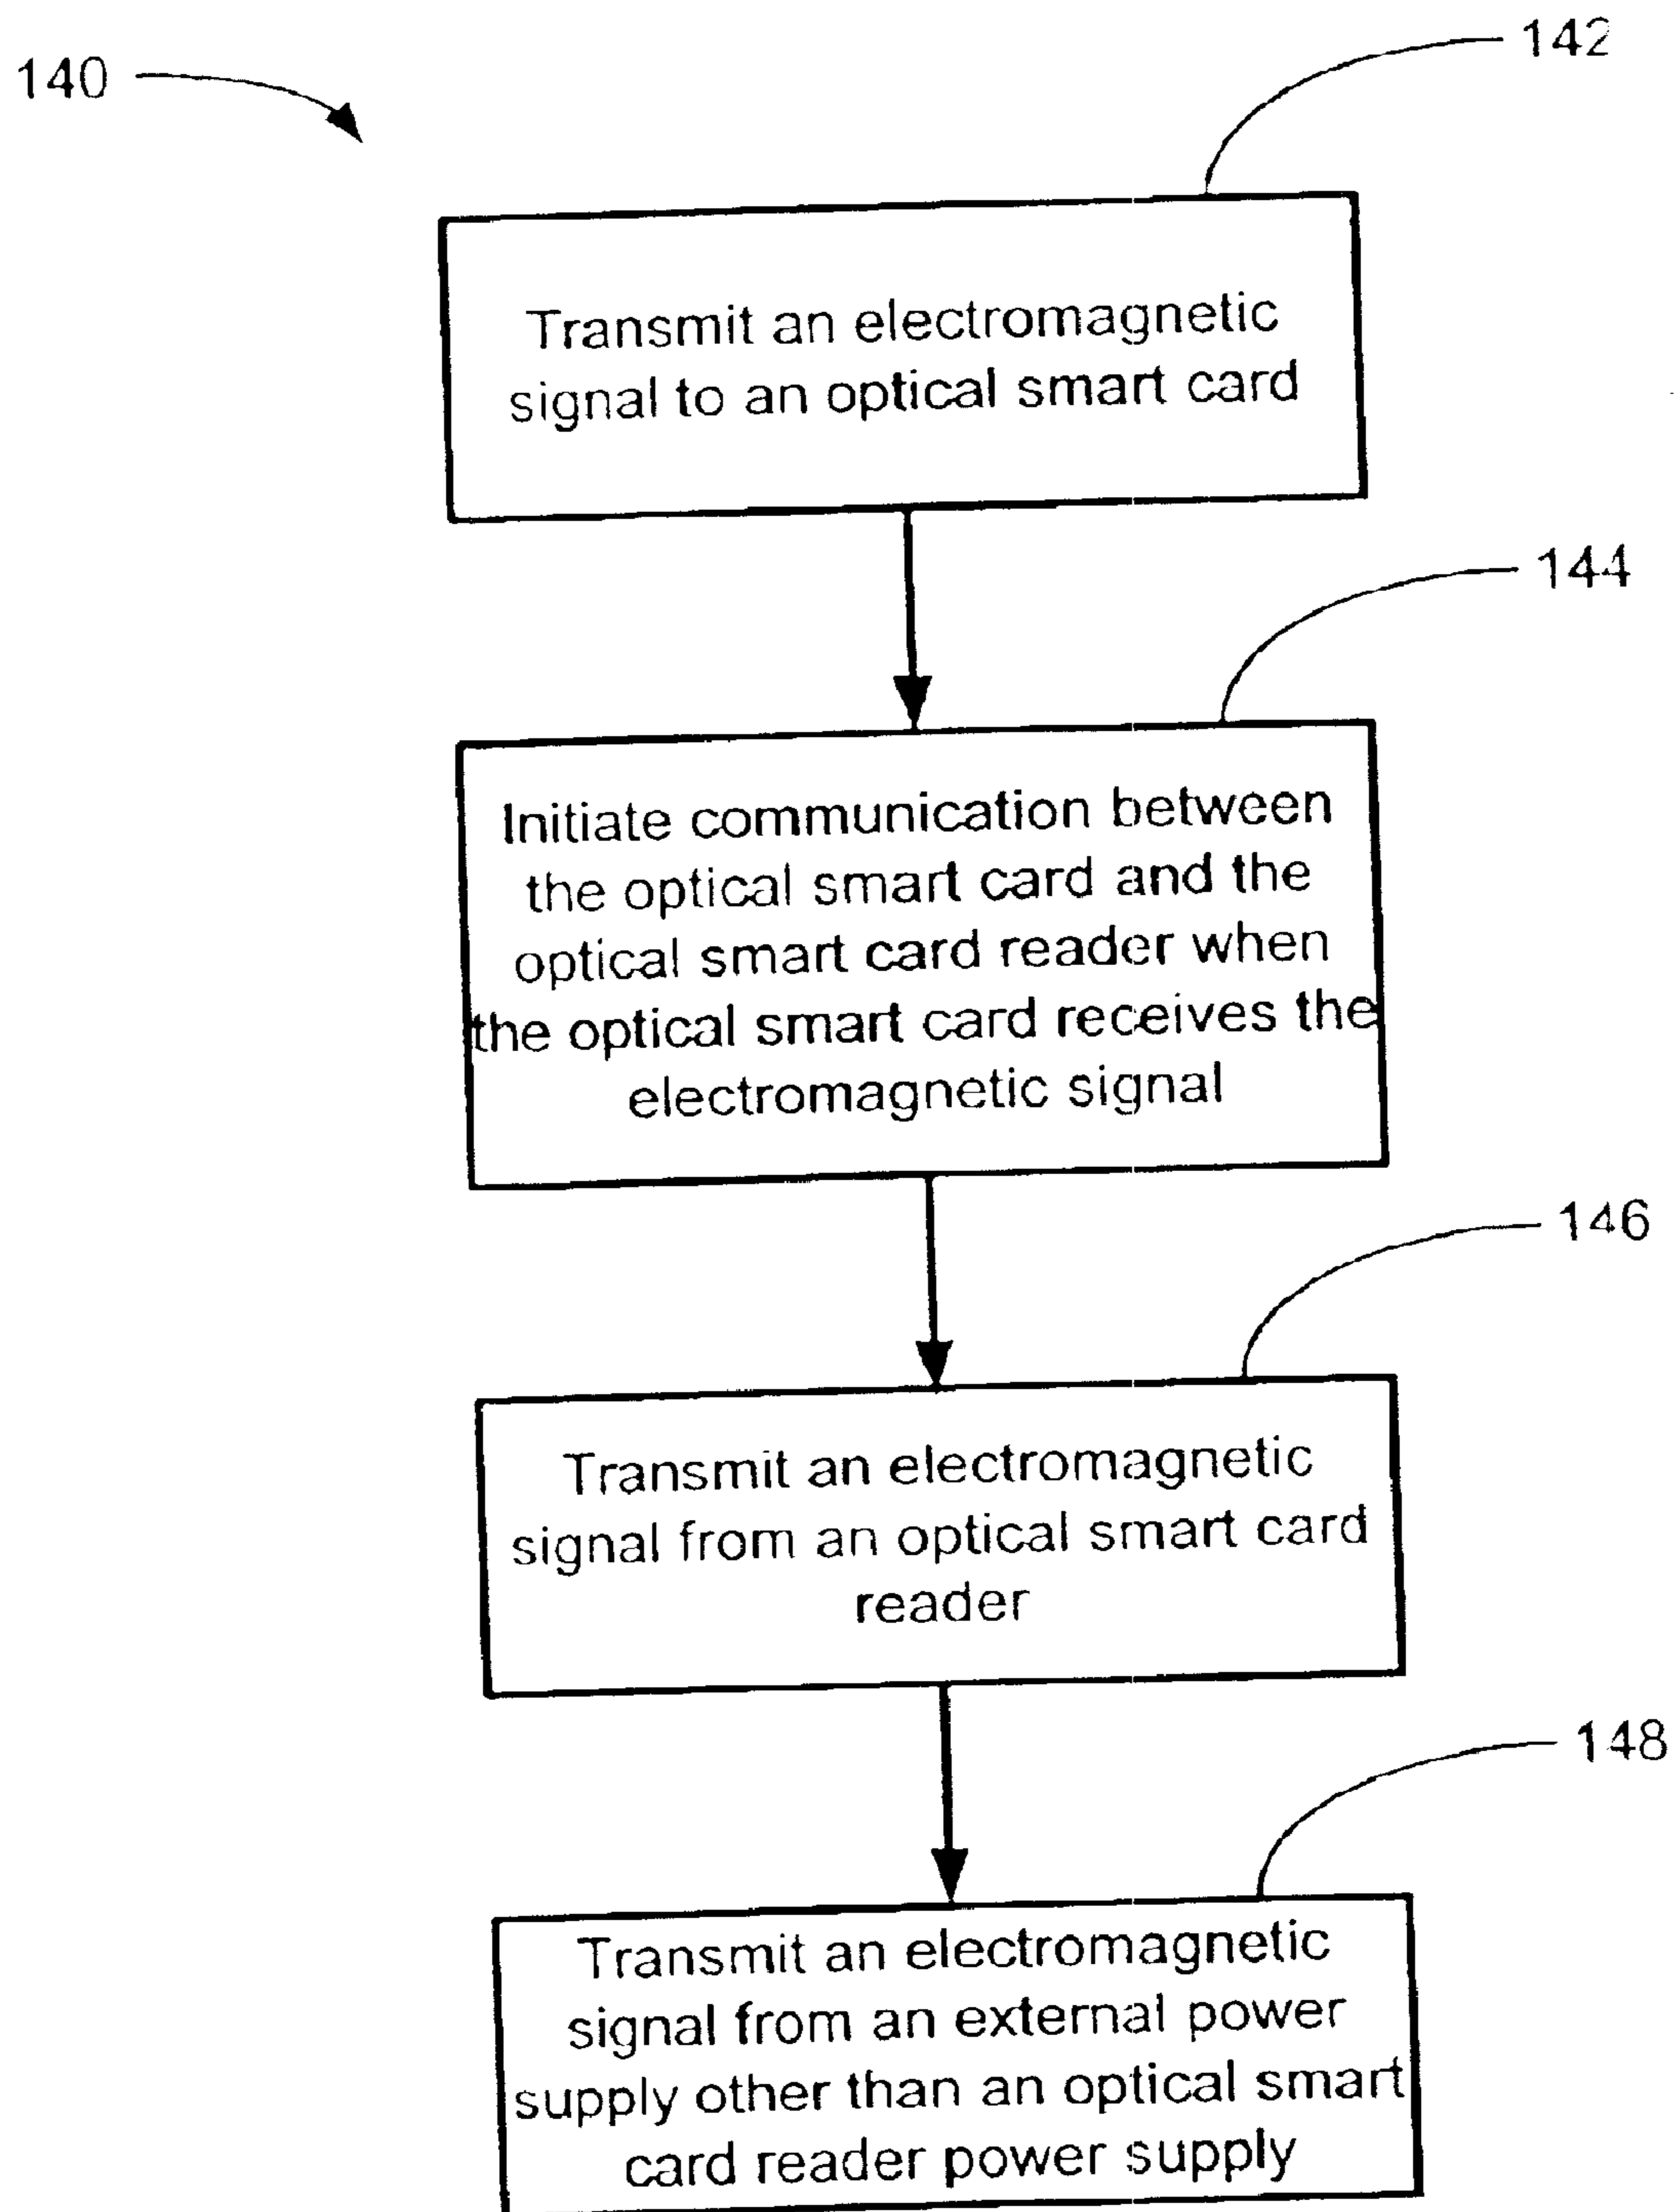 140
142
Transmit an electromagnetic
signal to an optical smart card
144
Initiate communication between
the optical smart card and the
optical smart card reader when
the optical smart card receives the
electromagnetic signal
146
Transmit an electromagnetic
signal from an optical smart card
reader
148
Transmit an electromagnetic
signal from an external power
supply other than an optical smart
card reader power supply